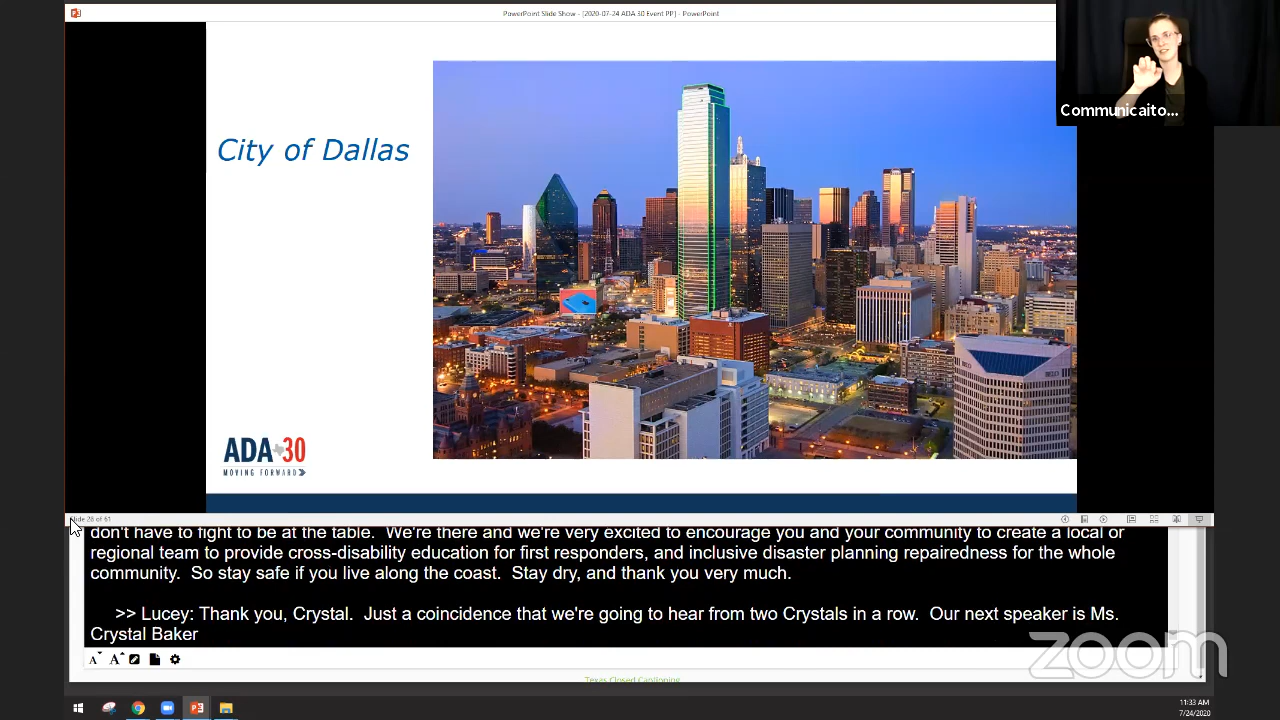 PowerPoint Slide Show - [2020-07-24 ADA 30 Event PP] - PowerPoint
Communicaito...
City of Dallas
ADA 30
MOVING FORWARD
Slide 28 of 61
don't have to fight to be at the table. We're there and we're very excited to encourage you and your community to create a local or
regional team to provide cross-disability education for first responders, and inclusive disaster planning repairedness for the whole
community. So stay safe if you live along the coast. Stay dry, and thank you very much.
>> Lucey: Thank you, Crystal. Just a coincidence that we're going to hear from two Crystals in a row. Our next speaker is Ms.
Crystal Baker
zoom
A A
Texas Closed Captioning
11:33 AM
7/24/2020